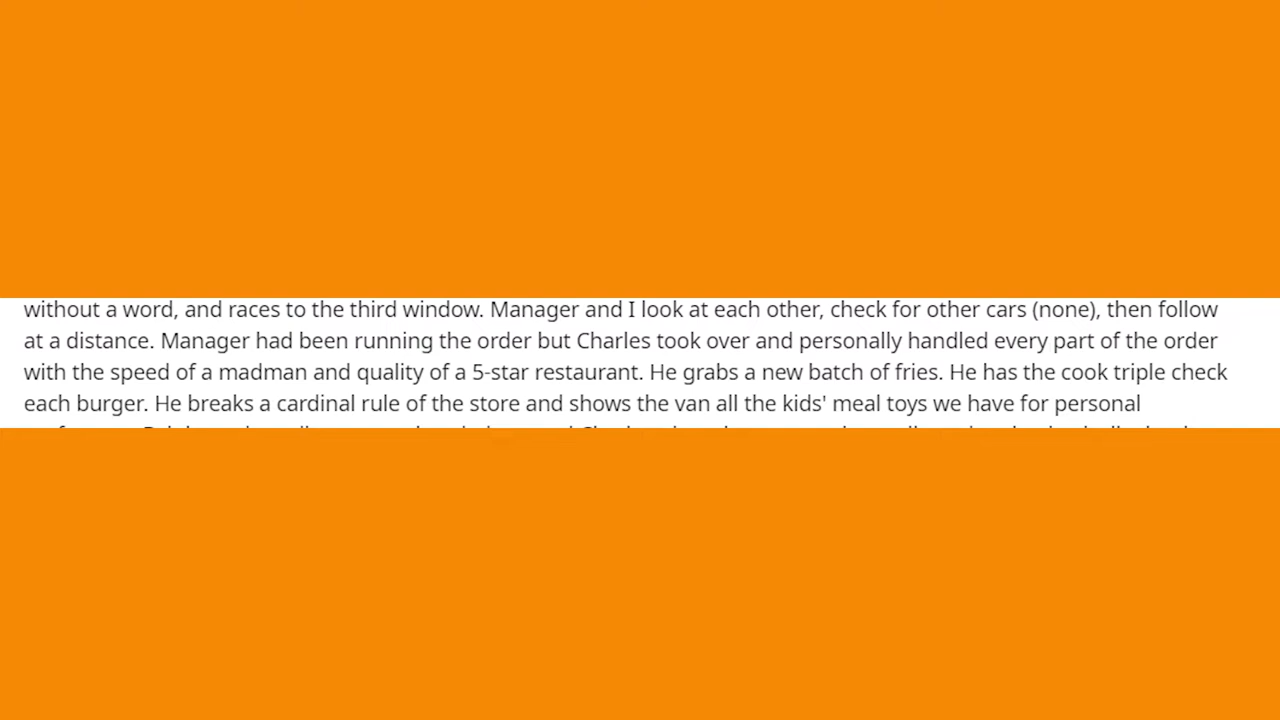 without a word, and races to the third window. Manager and I look at each other, check for other cars (none), then follow
at a distance. Manager had been running the order but Charles took over and personally handled every part of the order
with the speed of a madman and quality of a 5-star restaurant. He grabs a new batch of fries. He has the cook triple check
each burger. He breaks a cardinal rule of the store and shows the van all the kids' meal toys we have for personal